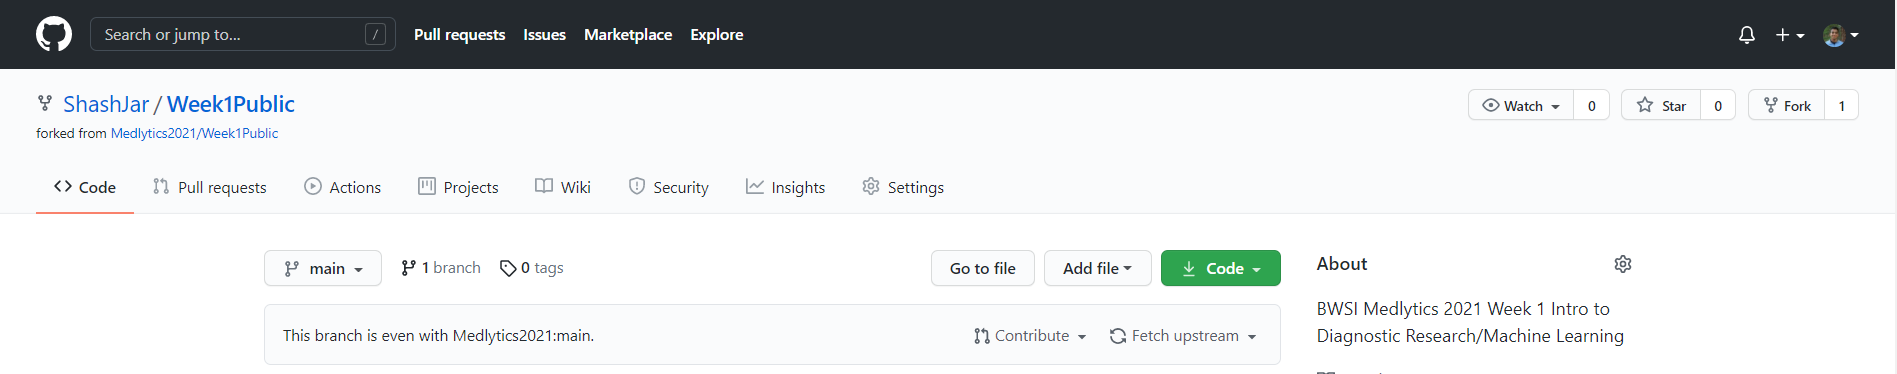 Search or jump to... / Pull requests Issues Marketplace Explore
ShashJar / Week1Public Watch 0 Star 0 Fork 1
forked from Medlytics2021/Week1Public
Code Pull requests Actions Projects Wiki Security Insights Settings
main 1 branch 0 tags Go to file Add file Code
This branch is even with Medlytics2021:main. Contribute Fetch upstream
About
BWSI Medlytics 2021 Week 1 Intro to
Diagnostic Research/Machine Learning